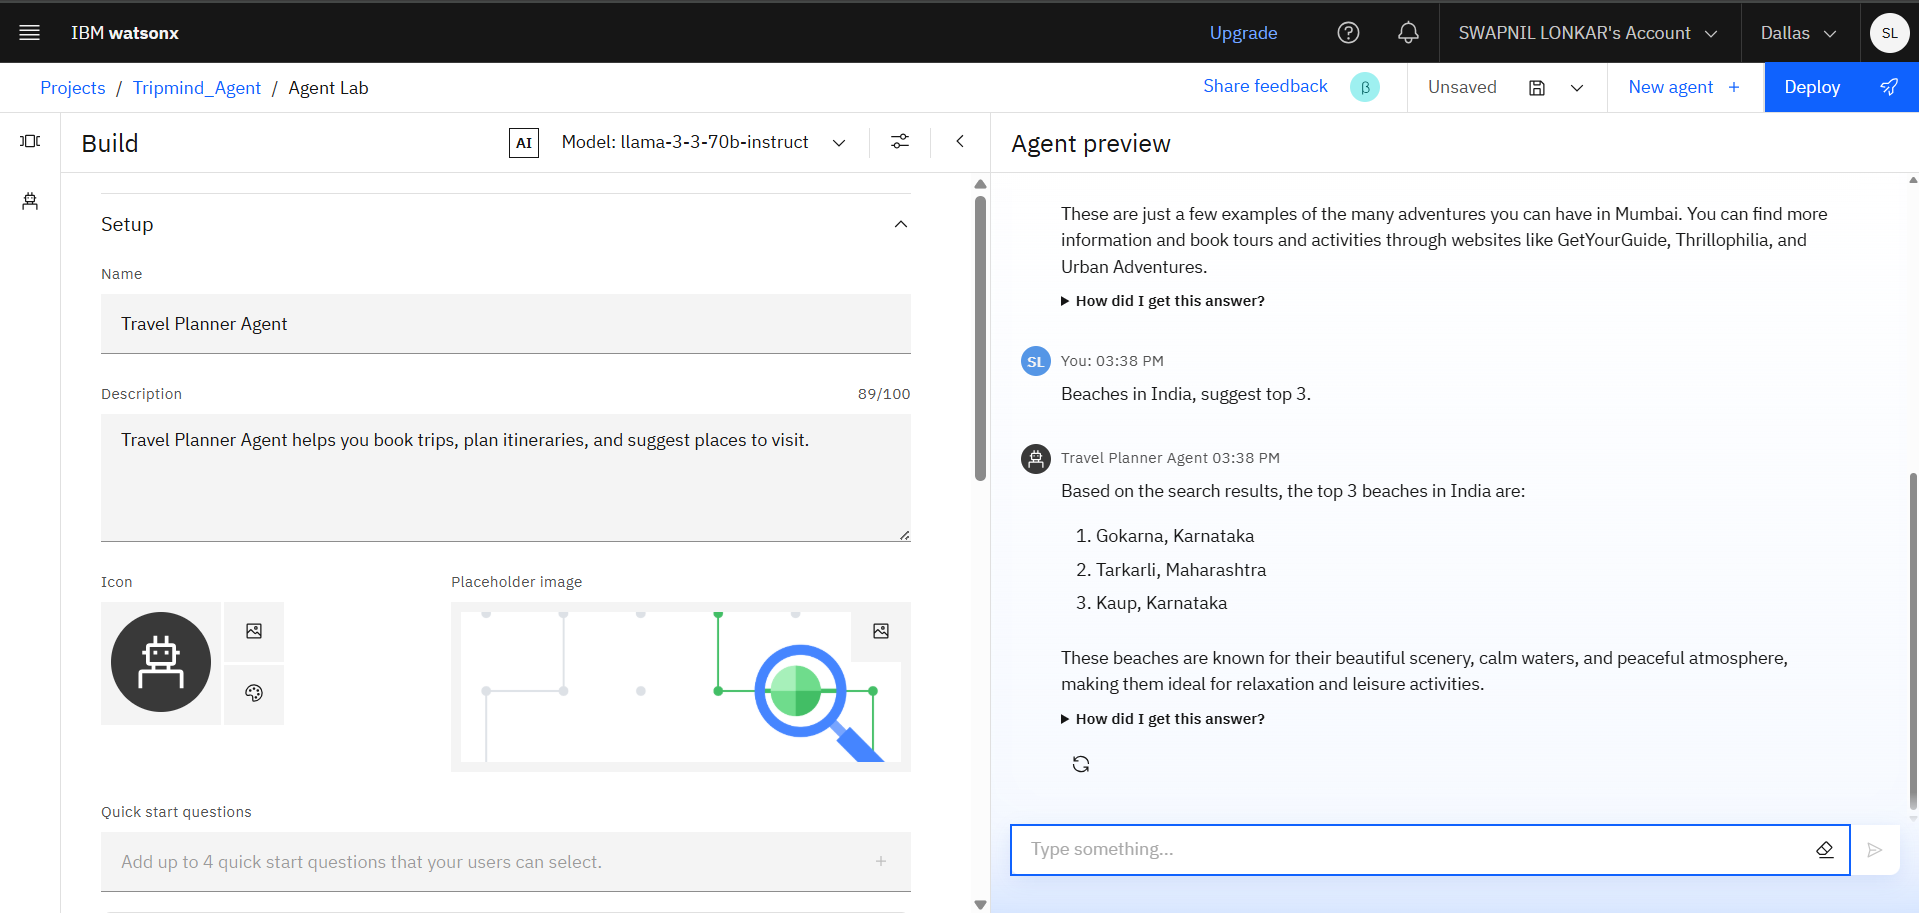 IBM watsonx
Upgrade
SWAPNIL LONKAR's Account
Dallas
SL
Projects / Tripmind_Agent / Agent Lab
Share feedback
β
Unsaved
New agent +
Deploy
Build
AI
Model: llama-3-3-70b-instruct
Setup
Name
Travel Planner Agent
Description
89/100
Travel Planner Agent helps you book trips, plan itineraries, and suggest places to visit.
Icon
Placeholder image
Quick start questions
Add up to 4 quick start questions that your users can select.
Agent preview
These are just a few examples of the many adventures you can have in Mumbai. You can find more
information and book tours and activities through websites like GetYourGuide, Thrillophilia, and
Urban Adventures.
How did I get this answer?
SL
You: 03:38 PM
Beaches in India, suggest top 3.
Travel Planner Agent 03:38 PM
Based on the search results, the top 3 beaches in India are:
1. Gokarna, Karnataka
2. Tarkarli, Maharashtra
3. Kaup, Karnataka
These beaches are known for their beautiful scenery, calm waters, and peaceful atmosphere,
making them ideal for relaxation and leisure activities.
How did I get this answer?
Type something...